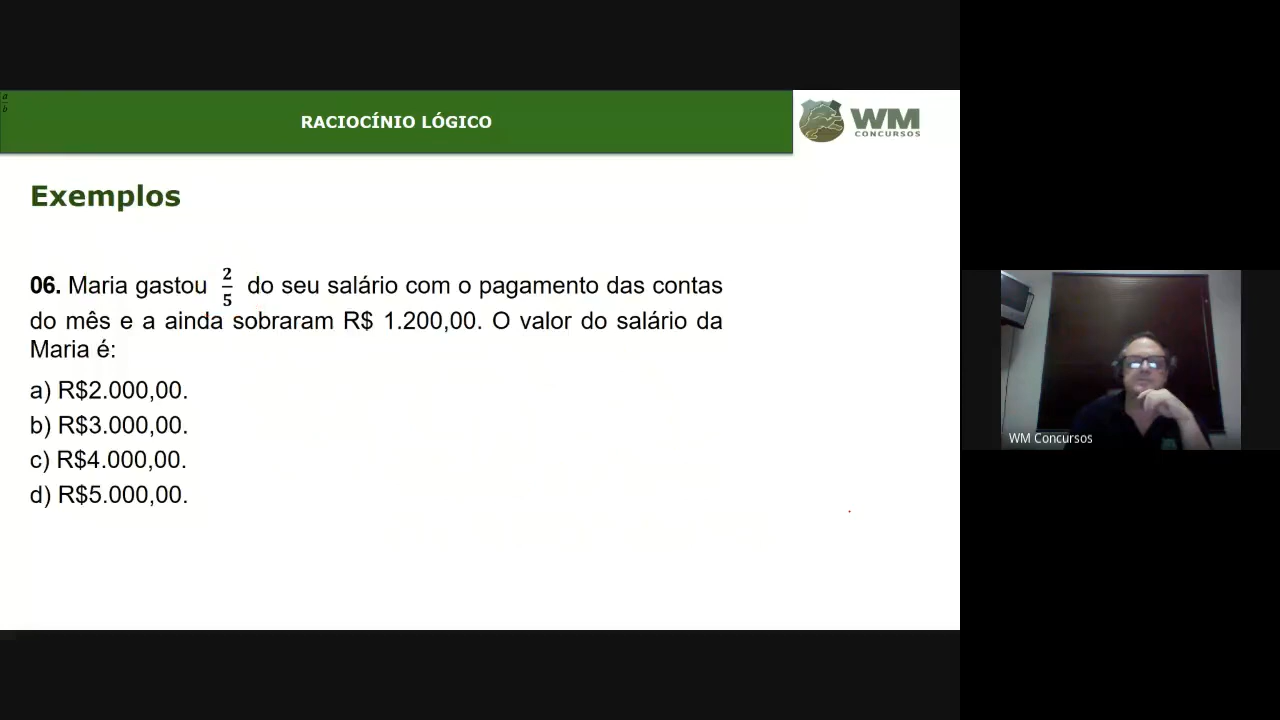 a
b
RACIOCÍNIO LÓGICO
WM
CONCURSOS
Exemplos
06. Maria gastou 2/5 do seu salário com o pagamento das contas
do mês e a ainda sobraram R$ 1.200,00. O valor do salário da
Maria é:
a) R$2.000,00.
b) R$3.000,00.
c) R$4.000,00.
d) R$5.000,00.
WM Concursos